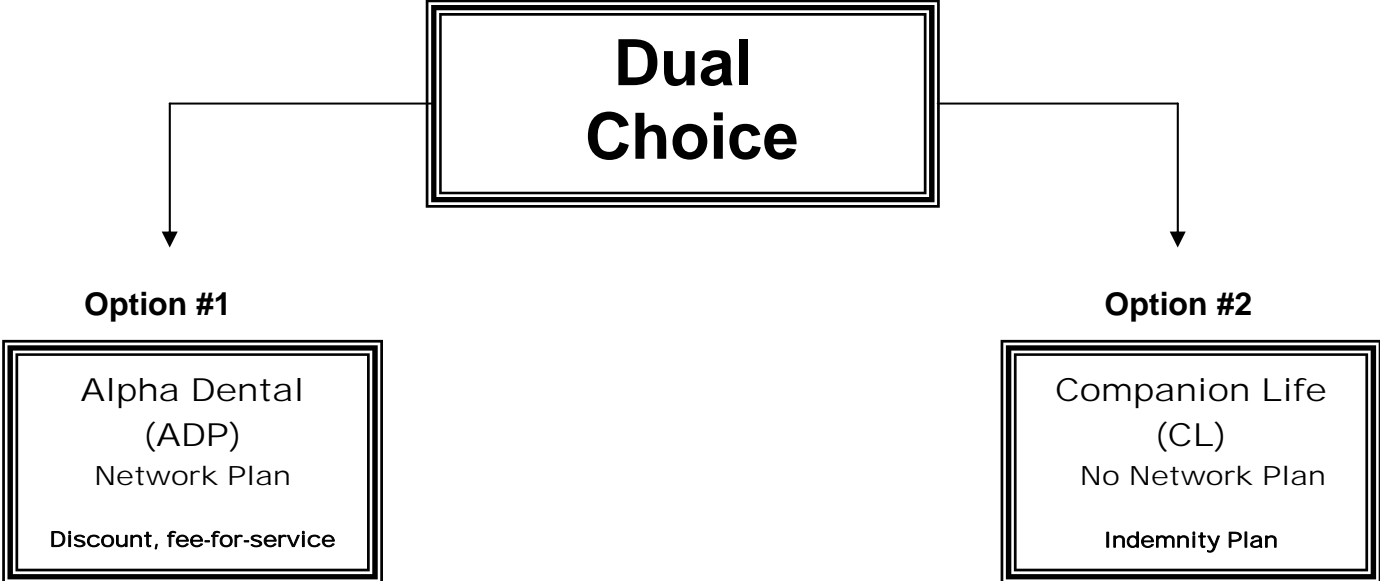 Dual
Choice
Option #1
Alpha Dental
(ADP)
Network Plan
Discount, fee-for-service
Option #2
Companion Life
(CL)
No Network Plan
Indemnity Plan